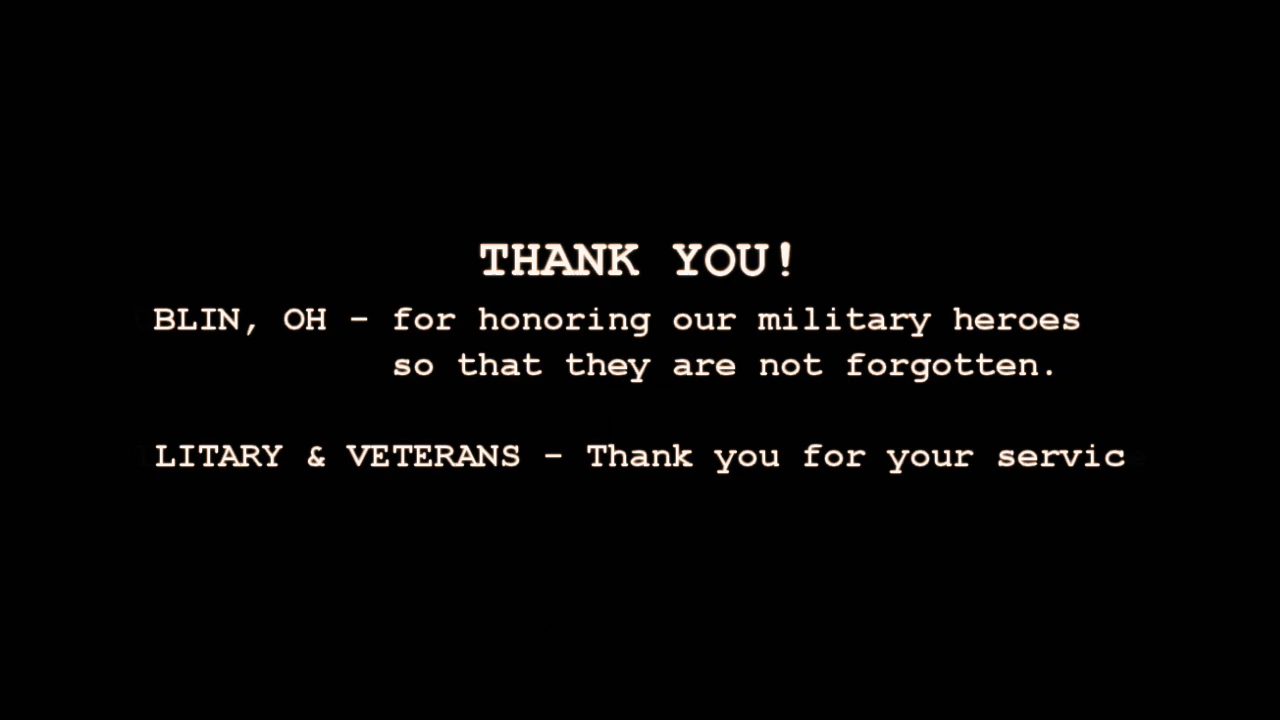 THANK YOU!
BLIN, OH - for honoring our military heroes
so that they are not forgotten.
LITARY & VETERANS - Thank you for your servic